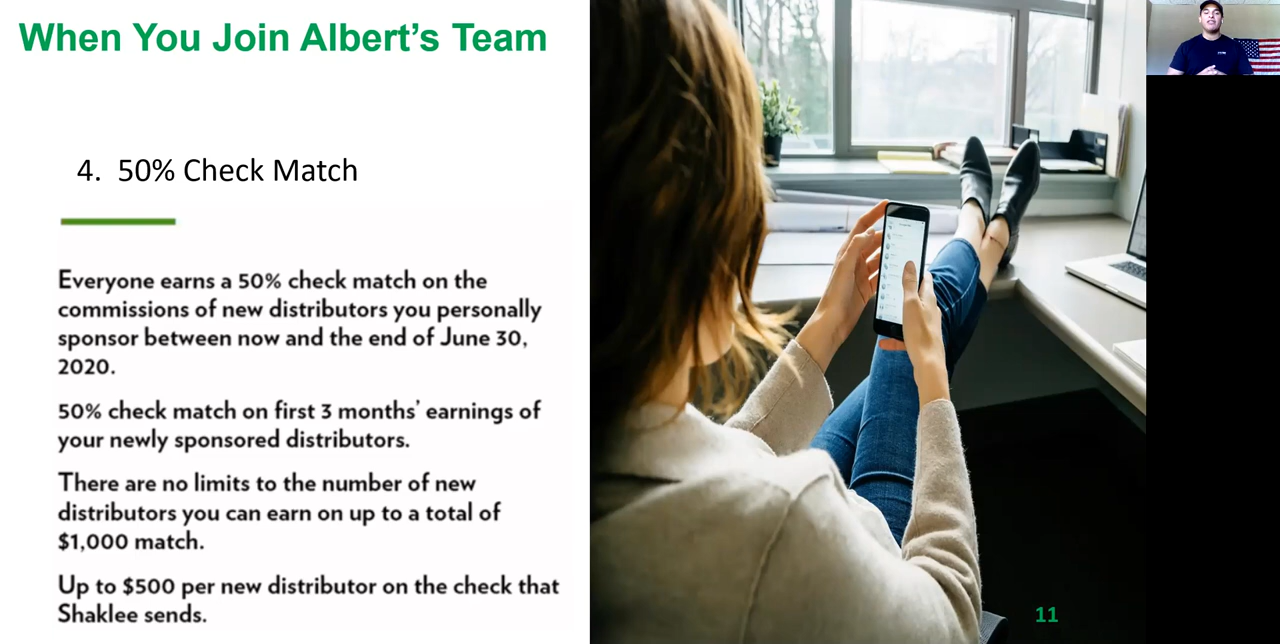 When You Join Albert's Team
4. 50% Check Match
Everyone earns a 50% check match on the
commissions of new distributors you personally
sponsor between now and the end of June 30,
2020.
50% check match on first 3 months' earnings of
your newly sponsored distributors.
There are no limits to the number of new
distributors you can earn on up to a total of
$1,000 match.
Up to $500 per new distributor on the check that
Shaklee sends.
11